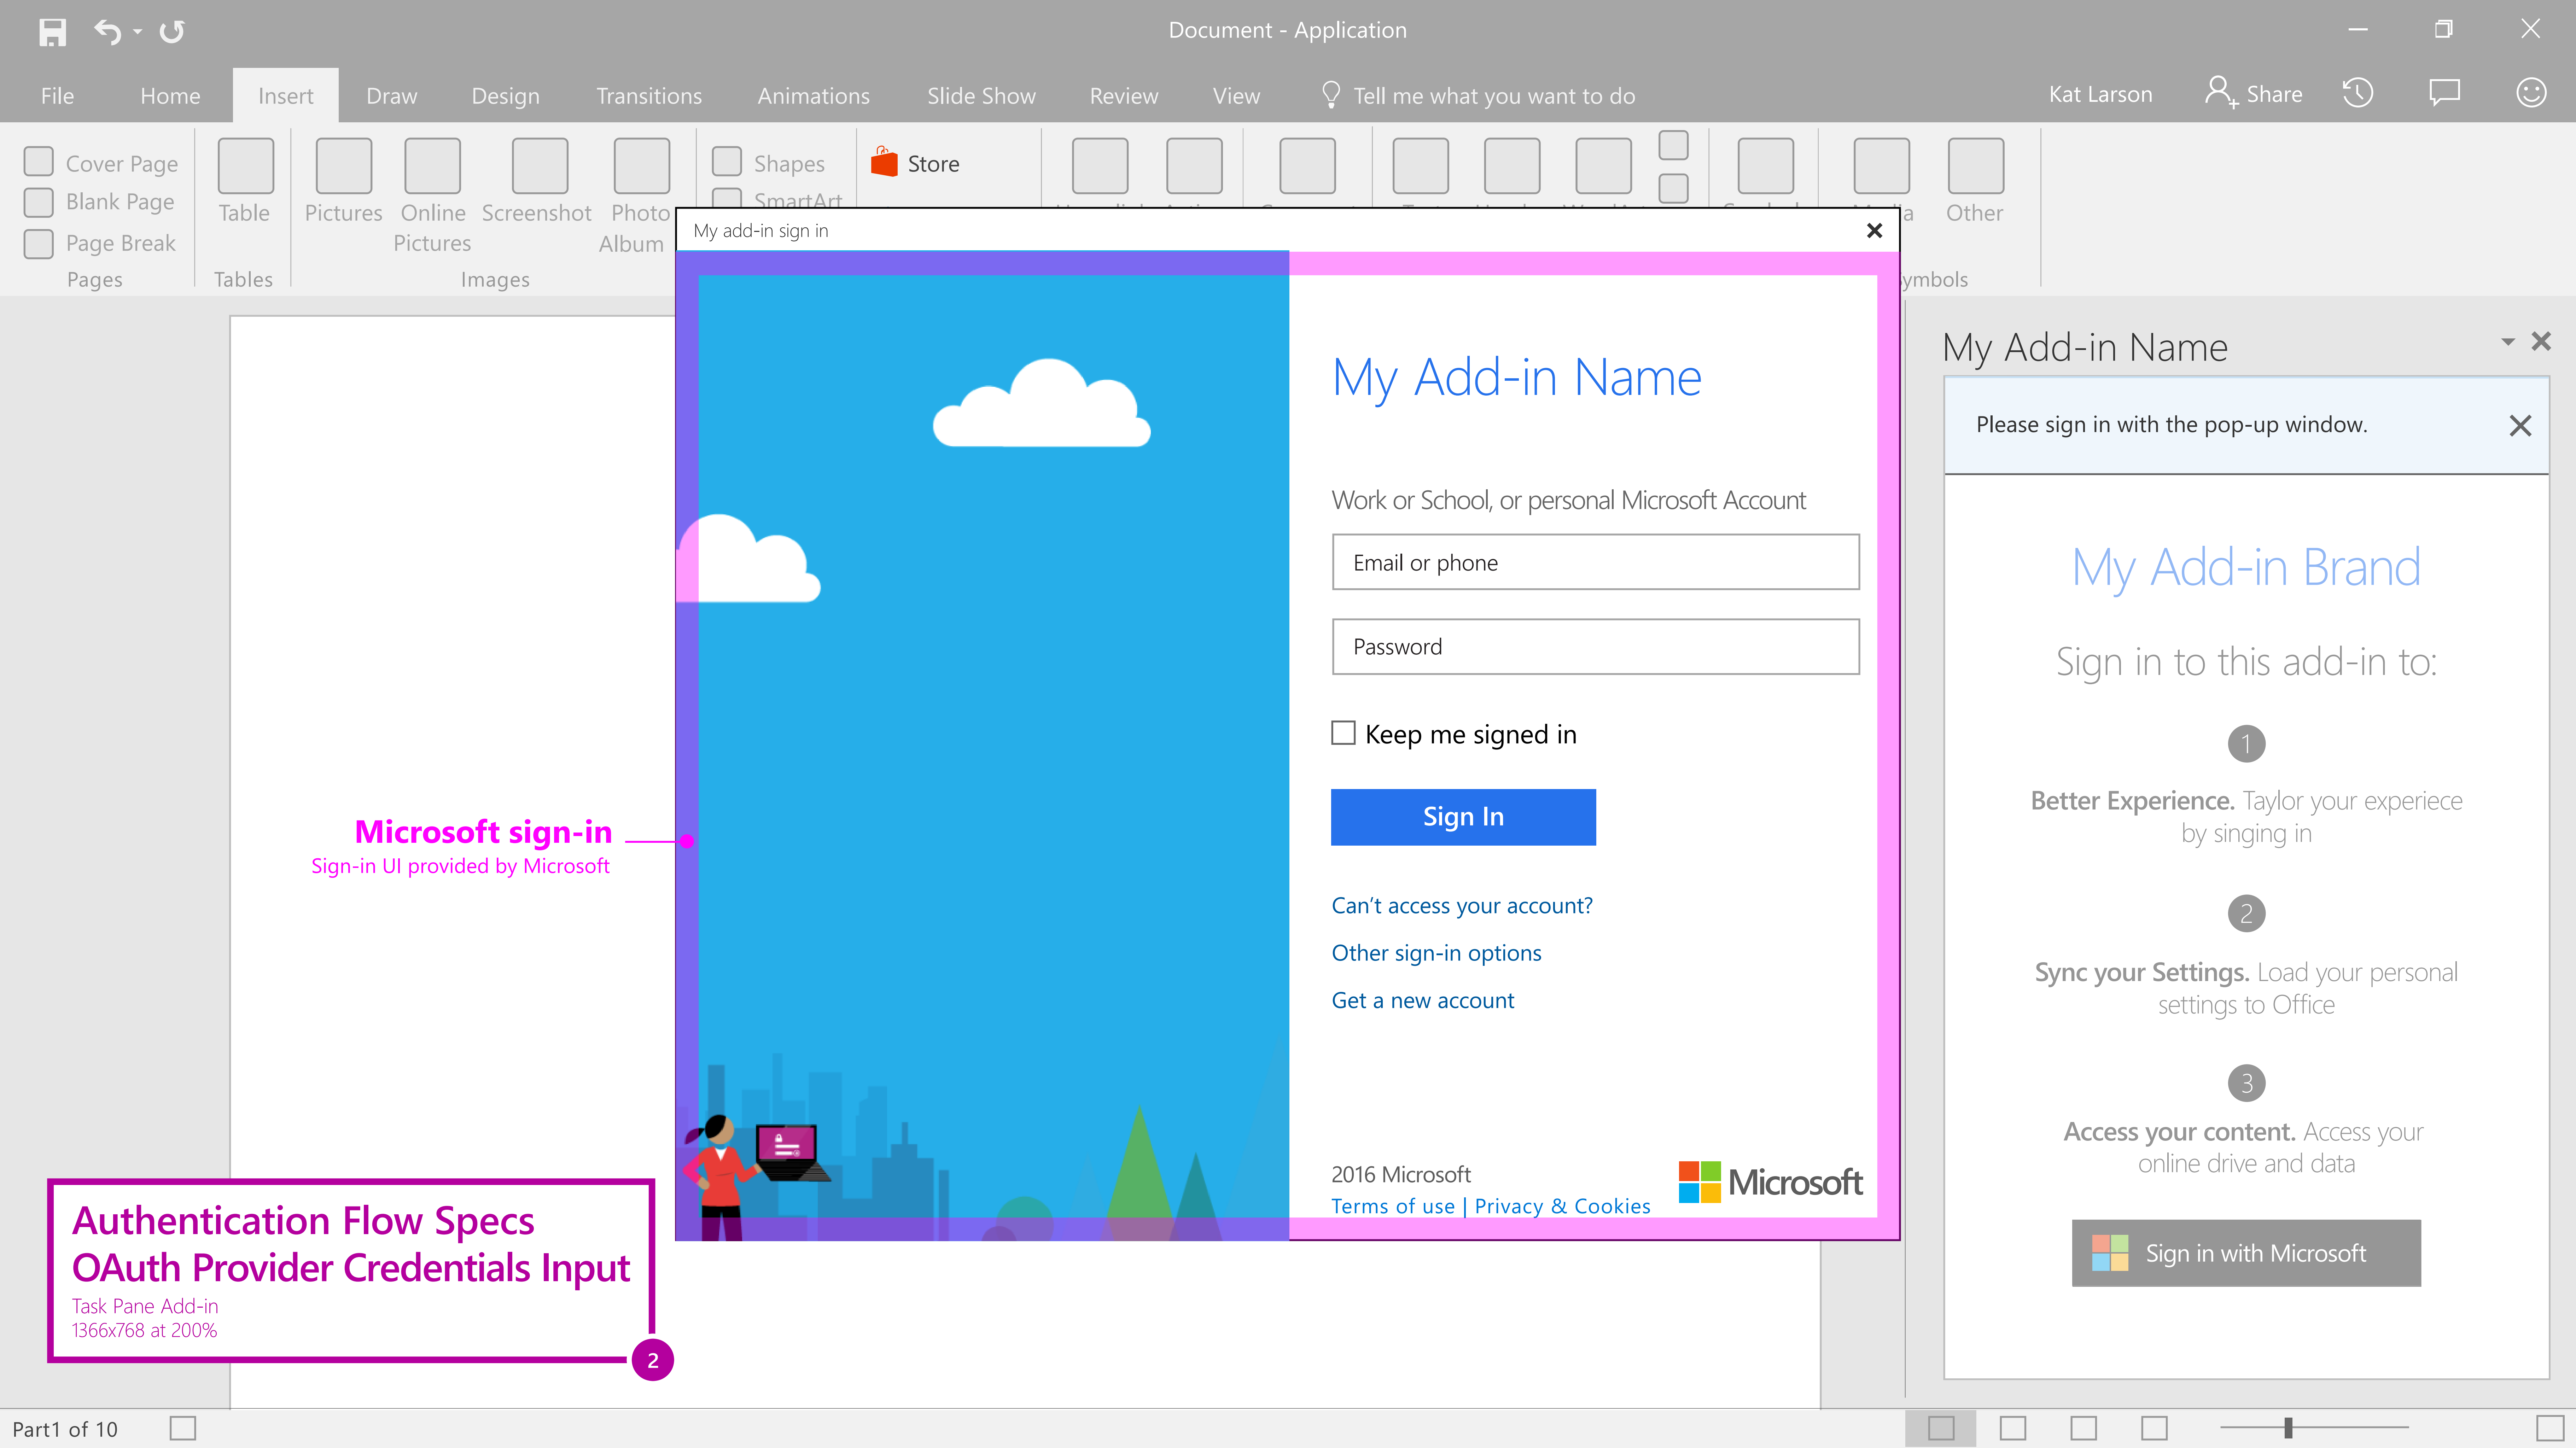 Document - Application
File Home Insert Draw Design Transitions Animations Slide Show Review View Tell me what you want to do Kat Larson Share
Cover Page
Blank Page
Page Break
Pages
Table
Tables
Pictures
Online
Pictures
Screenshot
Photo
Album
Images
Shapes
SmartArt
Store
Other
My add-in sign in
My Add-in Name
Work or School, or personal Microsoft Account
Email or phone
Password
Keep me signed in
Sign In
Can't access your account?
Other sign-in options
Get a new account
2016 Microsoft
Terms of use | Privacy & Cookies
Microsoft
My Add-in Name
Please sign in with the pop-up window.
My Add-in Brand
Sign in to this add-in to:
1
Better Experience. Taylor your experiece
by singing in
2
Sync your Settings. Load your personal
settings to Office
3
Access your content. Access your
online drive and data
Sign in with Microsoft
Microsoft sign-in
Sign-in UI provided by Microsoft
Authentication Flow Specs
OAuth Provider Credentials Input
Task Pane Add-in
1366x768 at 200%
2
Part1 of 10